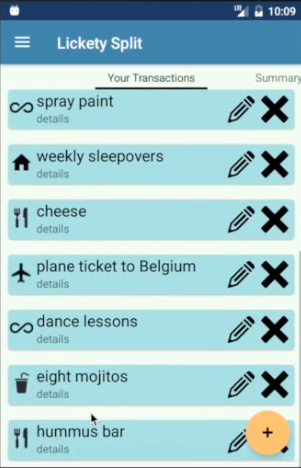 LTE 10:09
Lickety Split
Your Transactions Summary
spray paint
details
weekly sleepovers
details
cheese
details
plane ticket to Belgium
details
dance lessons
details
eight mojitos
details
hummus bar
details
+